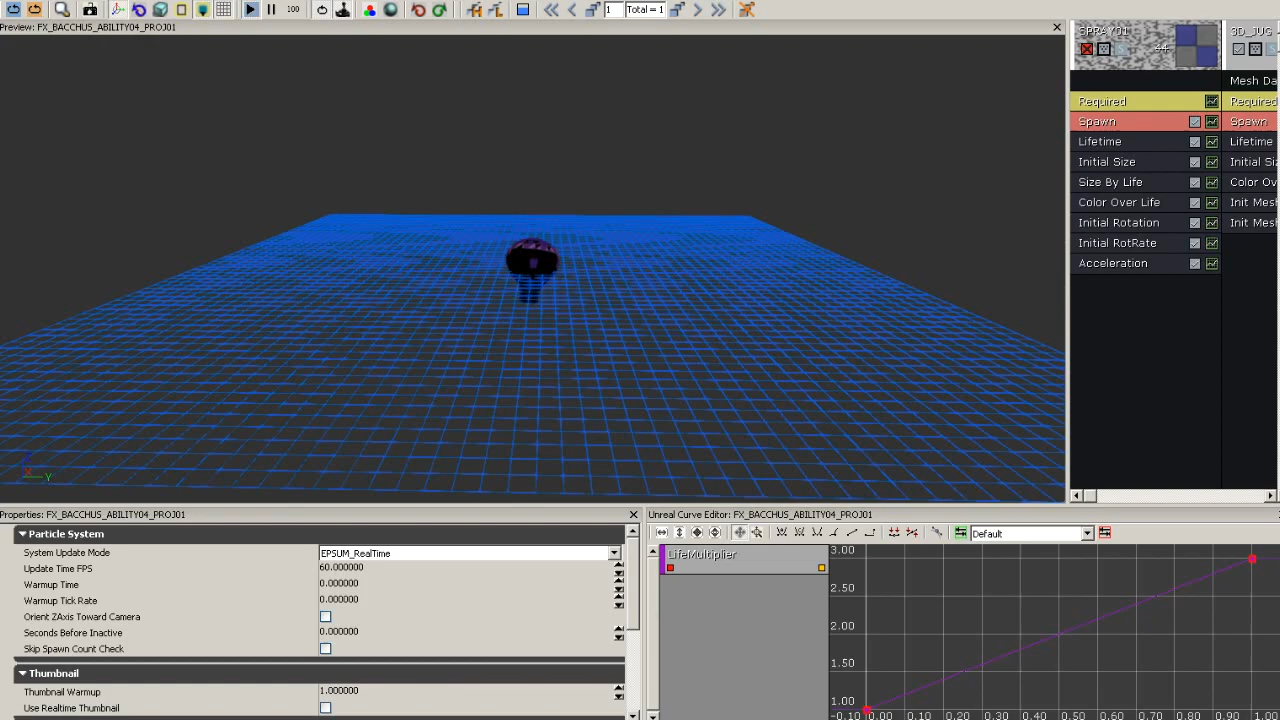 100
1
Total = 1
Preview: FX_BACCHUS_ABILITY04_PROJ01
SPRAY01
44
3D_JUG
Mesh Da
Required
Required
Spawn
Spawn
Lifetime
Lifetime
Initial Size
Initial Siz
Size By Life
Color Ove
Color Over Life
Init Mesh
Initial Rotation
Init Mesh
Initial RotRate
Acceleration
Y
Properties: FX_BACCHUS_ABILITY04_PROJ01
Particle System
System Update Mode
EPSUM_RealTime
Update Time FPS
60.000000
Warmup Time
0.000000
Warmup Tick Rate
0.000000
Orient ZAxis Toward Camera
Seconds Before Inactive
0.000000
Skip Spawn Count Check
Thumbnail
Thumbnail Warmup
1.000000
Use Realtime Thumbnail
Unreal Curve Editor: FX_BACCHUS_ABILITY04_PROJ01
Default
LifeMultiplier
3.00
2.50
2.00
1.50
1.00
-0.10
0.00
0.10
0.20
0.30
0.40
0.50
0.60
0.70
0.80
0.90
1.00